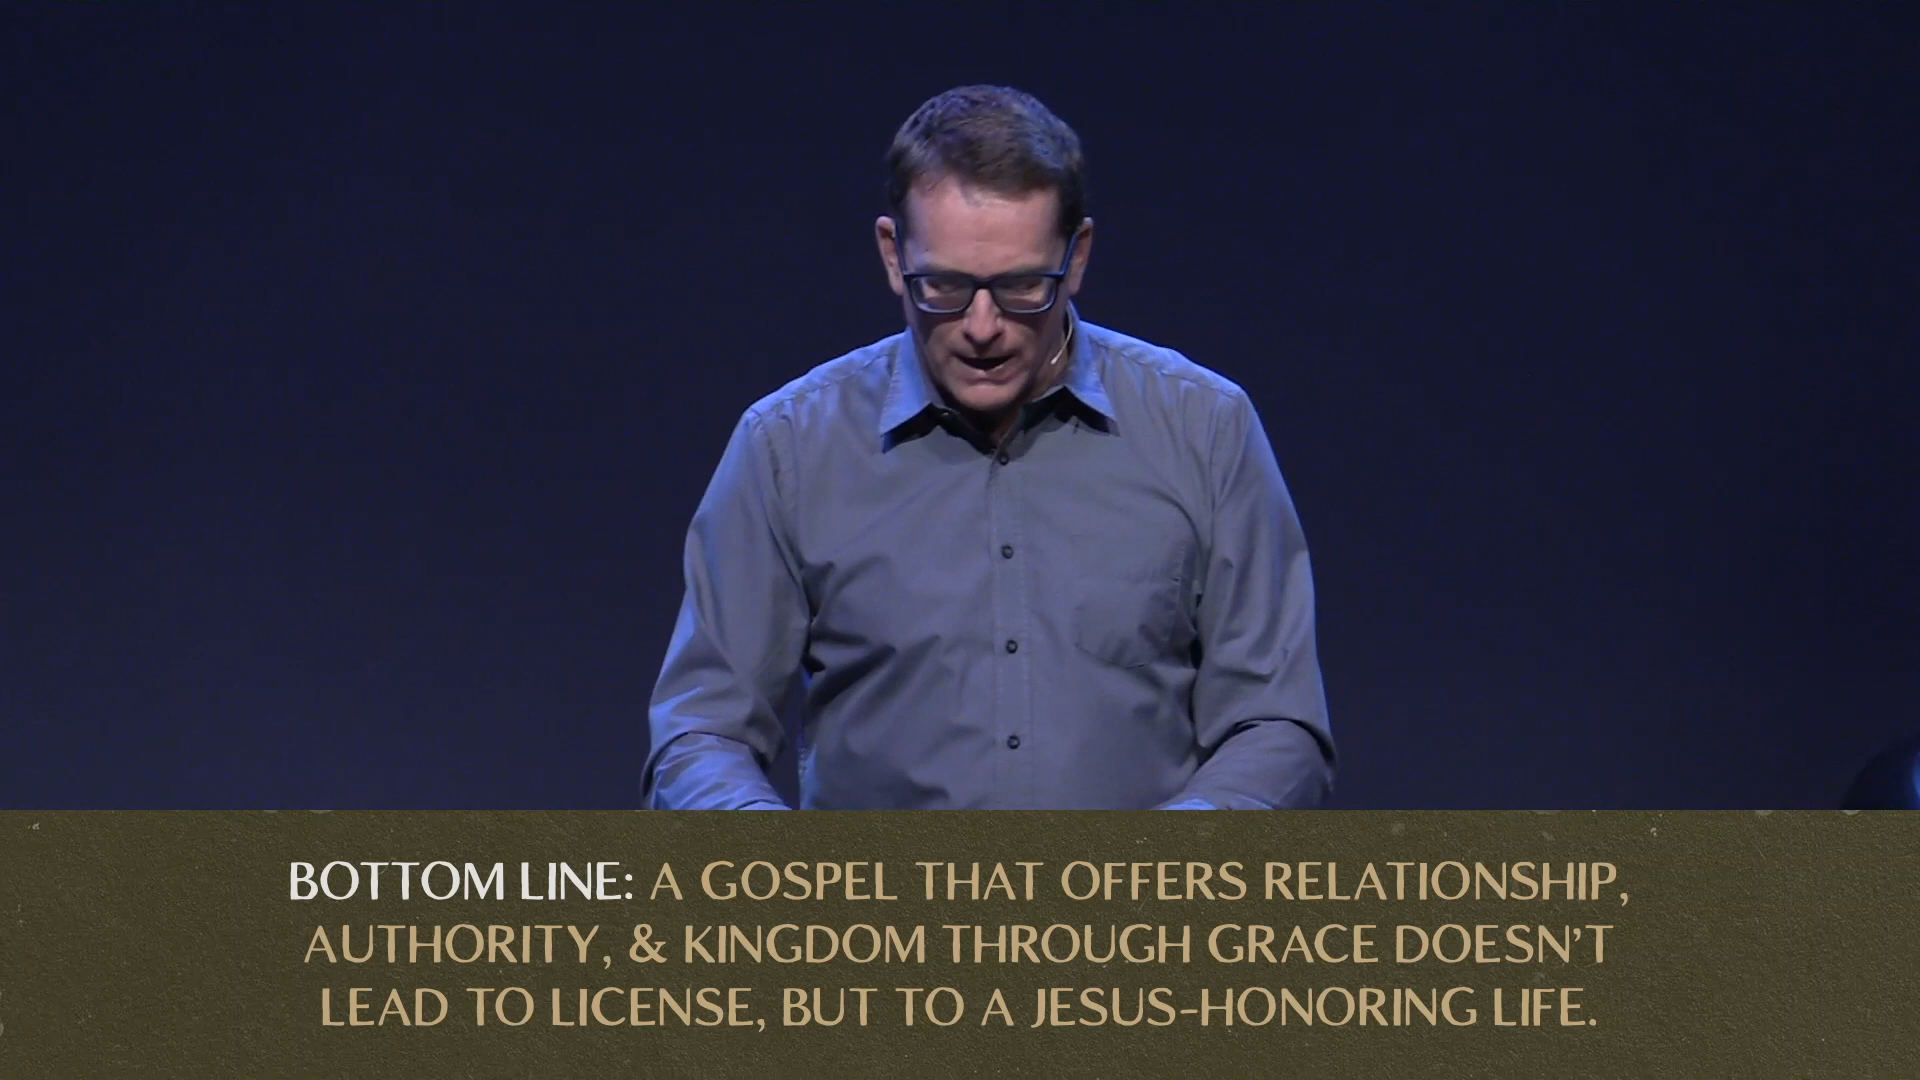 BOTTOM LINE: A GOSPEL THAT OFFERS RELATIONSHIP,
AUTHORITY, & KINGDOM THROUGH GRACE DOESN’T
LEAD TO LICENSE, BUT TO A JESUS-HONORING LIFE.